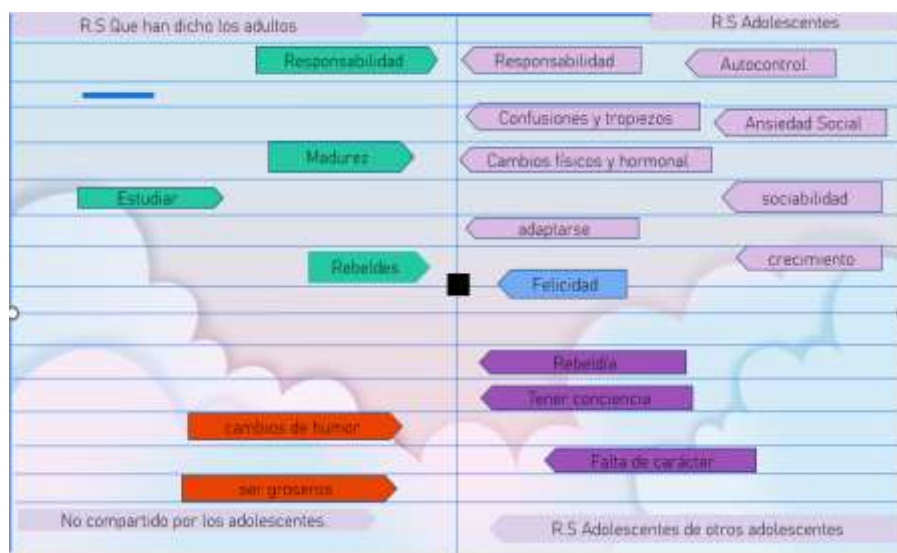 R.S Que han dicho los adultos
R.S Adolescentes
Responsabilidad
Responsabilidad
Autocontrol
Confusiones y tropiezos
Ansiedad Social
Madurez
Cambios físicos y hormonal
Estudiar
sociabilidad
adaptarse
Rebeldes
crecimiento
Felicidad
Rebeldía
Tener conciencia
cambios de humor
Falta de carácter
ser groseros
No compartido por los adolescentes.
R.S Adolescentes de otros adolescentes